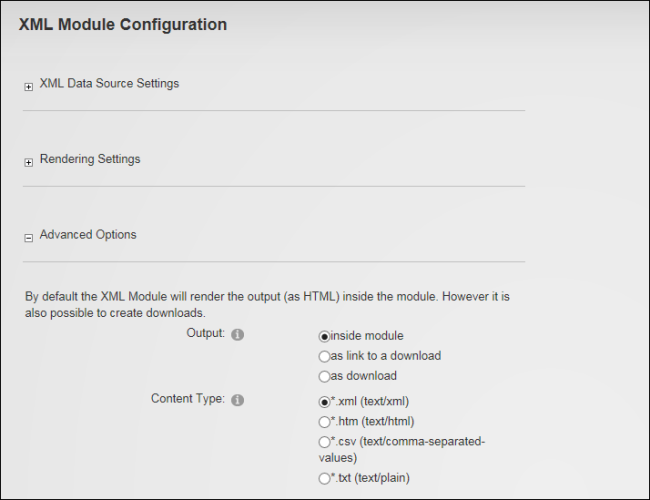 XML Module Configuration
XML Data Source Settings
Rendering Settings
Advanced Options
By default the XML Module will render the output (as HTML) inside the module. However it is
also possible to create downloads.
Output:
inside module
as link to a download
as download
Content Type:
*.xml (text/xml)
*.htm (text/html)
*.csv (text/comma-separated-
values)
*.txt (text/plain)